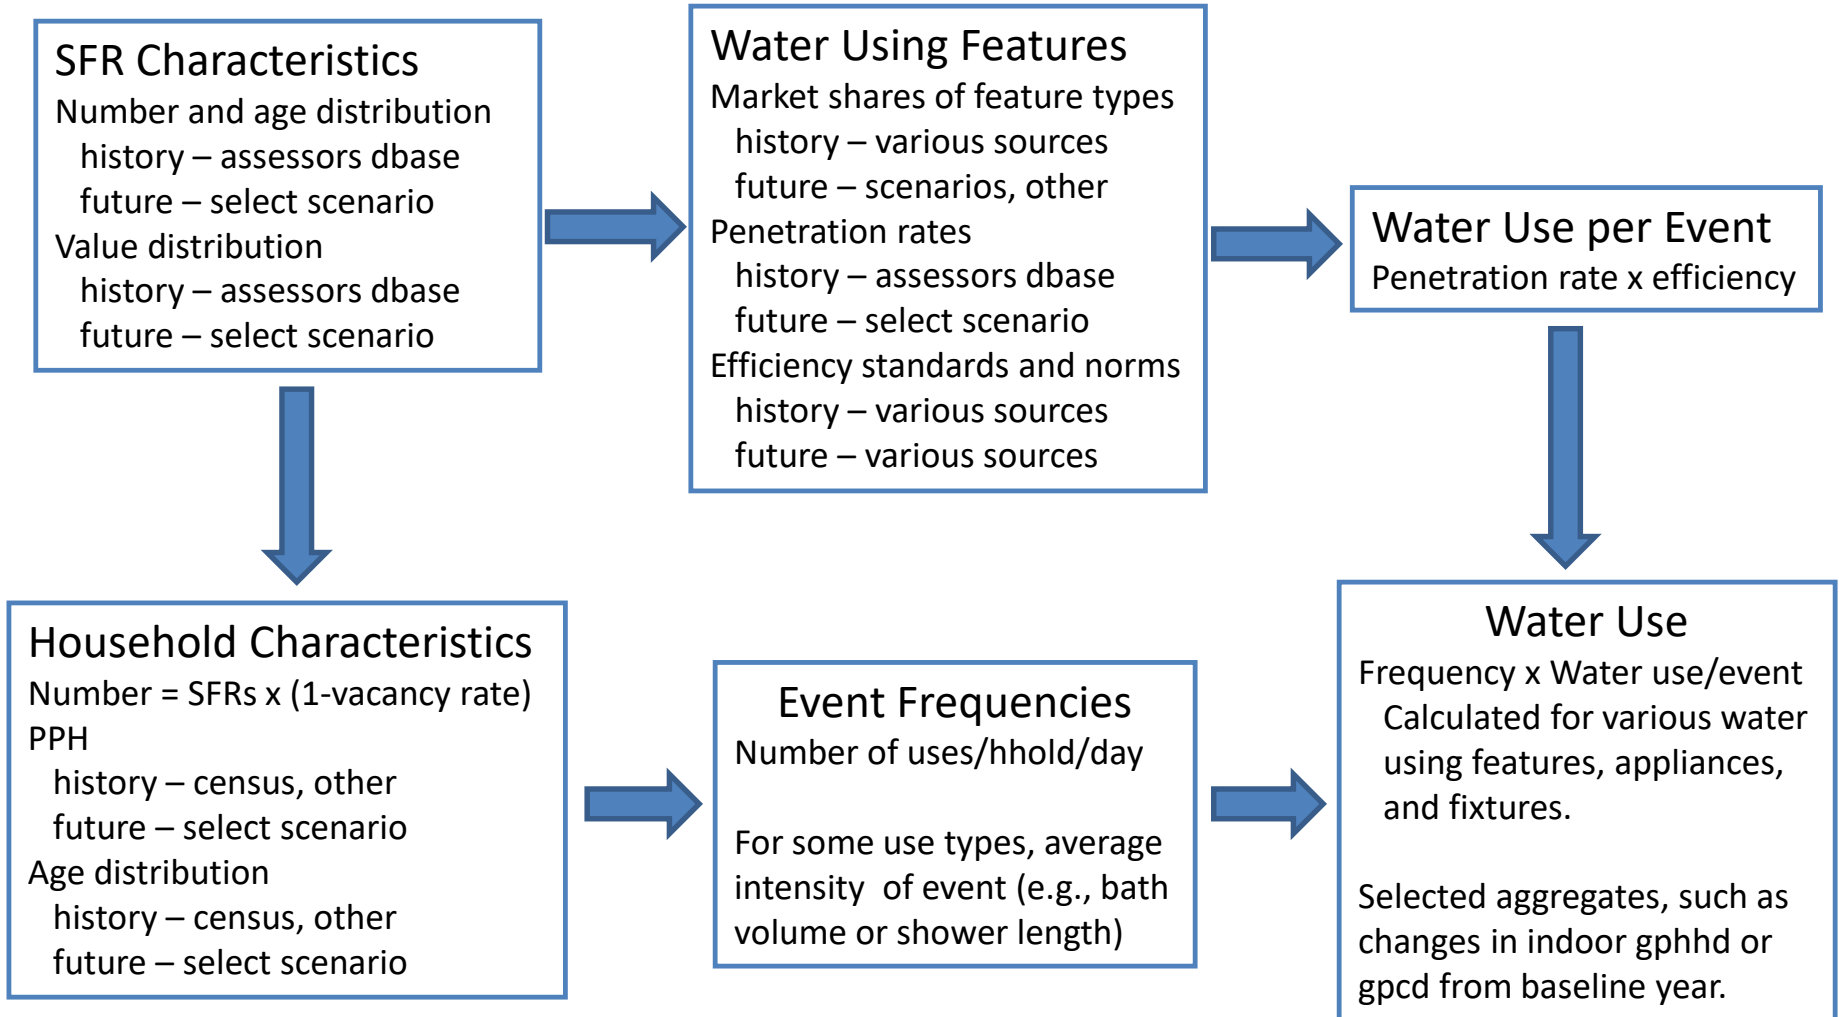 SFR Characteristics
Number and age distribution
history – assessors dbase
future – select scenario
Value distribution
history – assessors dbase
future – select scenario
Water Using Features
Market shares of feature types
history – various sources
future – scenarios, other
Penetration rates
history – assessors dbase
future – select scenario
Efficiency standards and norms
history – various sources
future – various sources
Water Use per Event
Penetration rate x efficiency
Household Characteristics
Number = SFRs x (1-vacancy rate)
PPH
history – census, other
future – select scenario
Age distribution
history – census, other
future – select scenario
Event Frequencies
Number of uses/hhold/day
For some use types, average
intensity of event (e.g., bath
volume or shower length)
Water Use
Frequency x Water use/event
Calculated for various water
using features, appliances,
and fixtures.
Selected aggregates, such as
changes in indoor gphhd or
gpcd from baseline year.